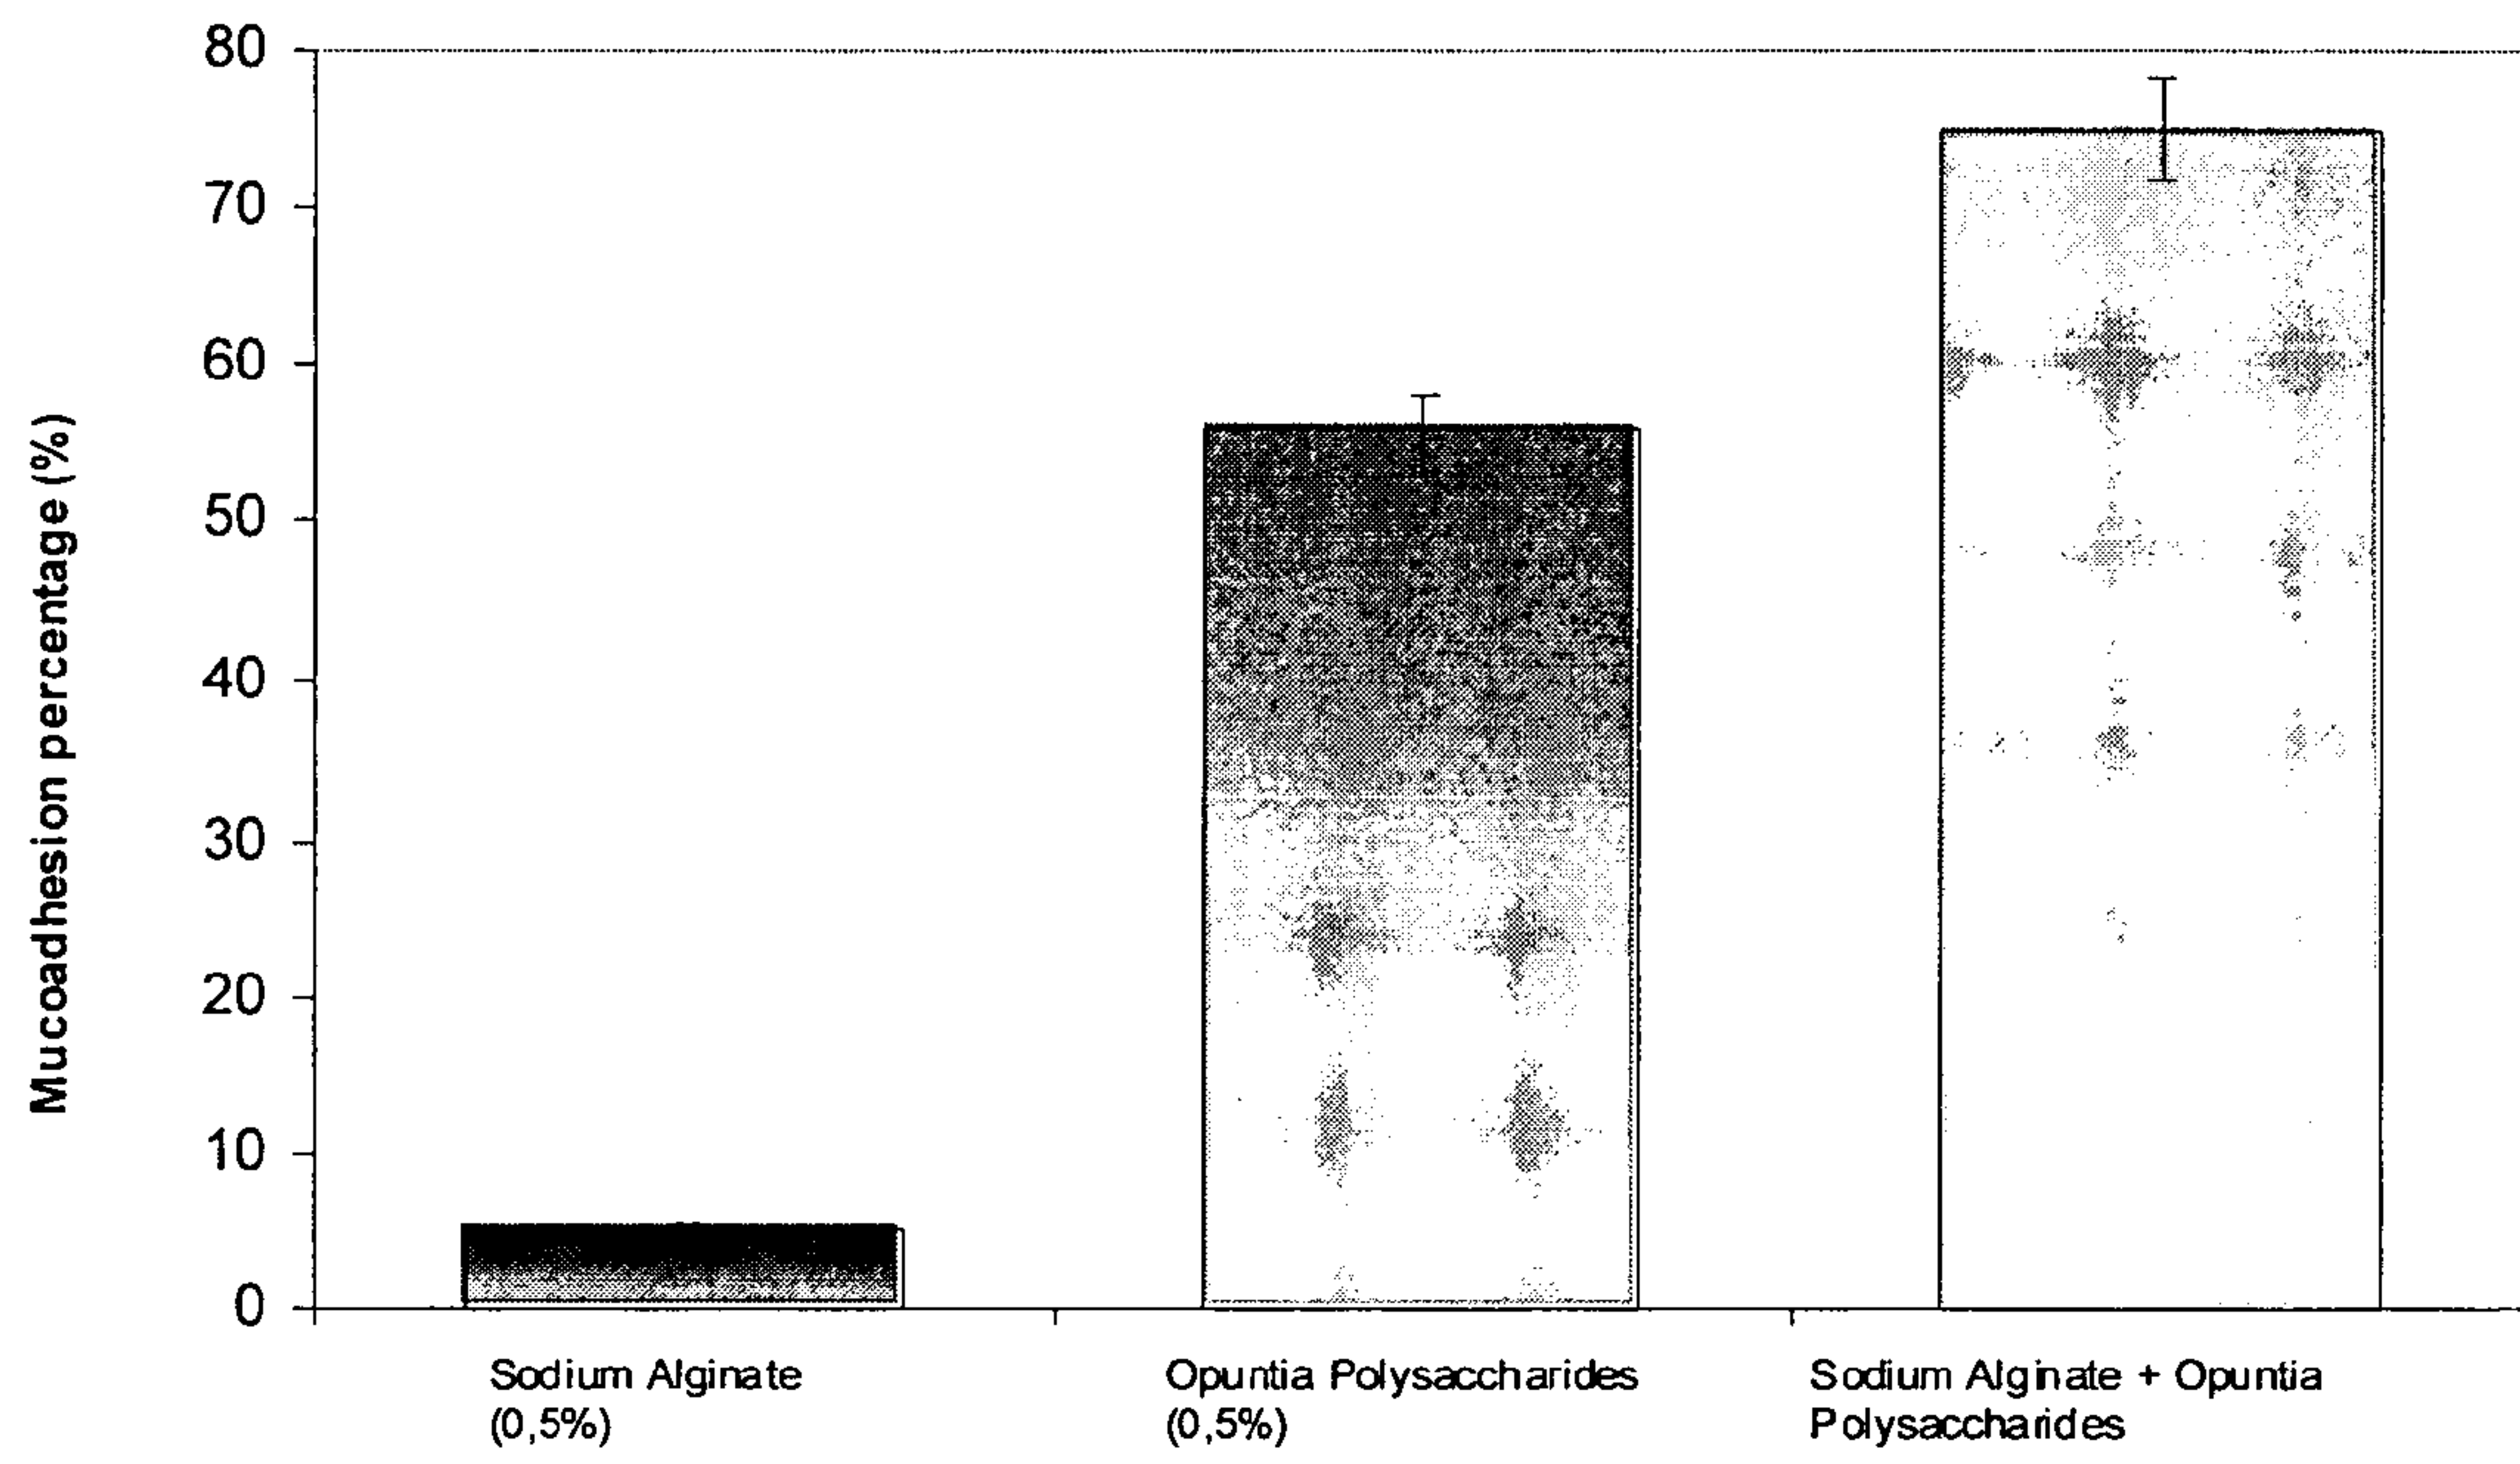 80
70
60
50
40
30
20
10
0
Mucoadhesion percentage (%)
Sodium Alginate
(0,5%)
Opuntia Polysaccharides
(0,5%)
Sodium Alginate + Opuntia
Polysaccharides